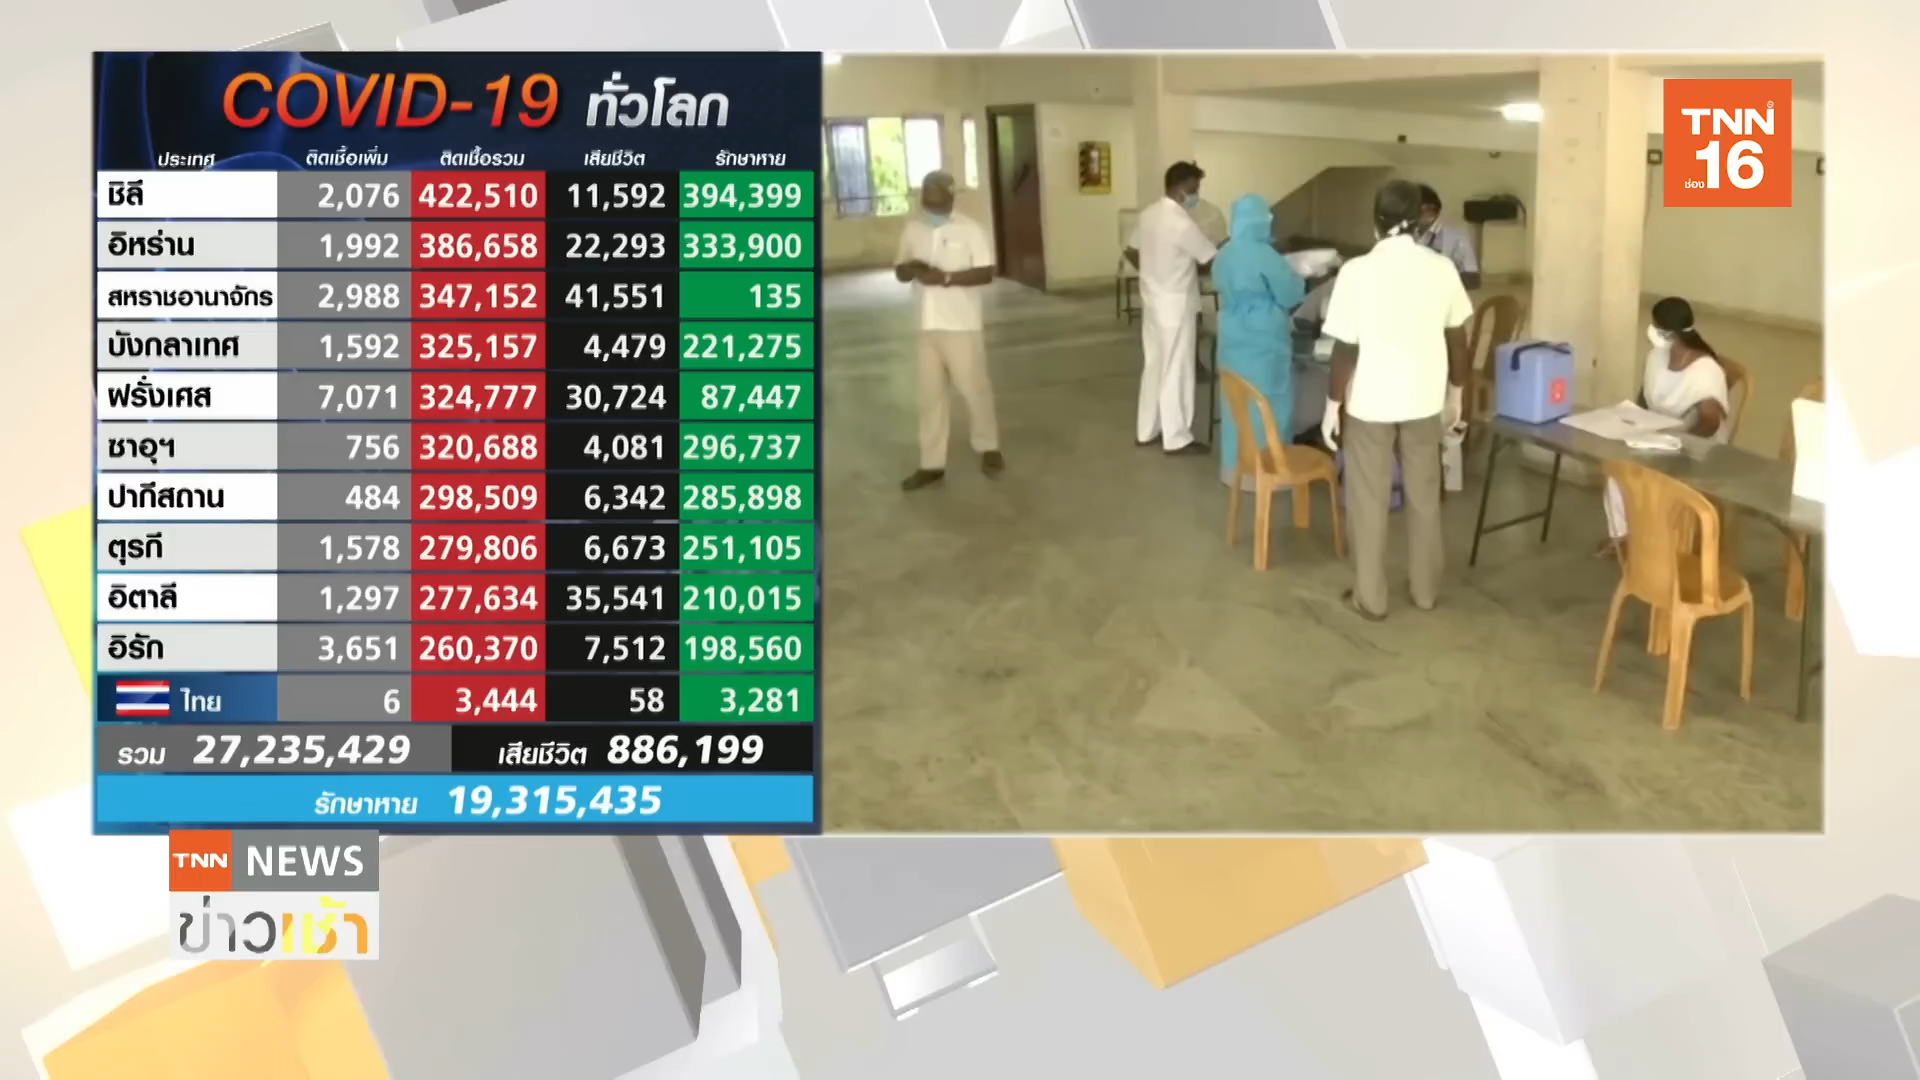 COVID-19 ทั่วโลก
ประเทศ ติดเชื้อเพิ่ม ติดเชื้อรวม เสียชีวิต รักษาหาย
ชิลี 2,076 422,510 11,592 394,399
อิหร่าน 1,992 386,658 22,293 333,900
สหราชอาณาจักร 2,988 347,152 41,551 135
บังกลาเทศ 1,592 325,157 4,479 221,275
ฝรั่งเศส 7,071 324,777 30,724 87,447
ซาอุฯ 756 320,688 4,081 296,737
ปากีสถาน 484 298,509 6,342 285,898
ตุรกี 1,578 279,806 6,673 251,105
อิตาลี 1,297 277,634 35,541 210,015
อิรัก 3,651 260,370 7,512 198,560
ไทย 6 3,444 58 3,281
รวม 27,235,429 เสียชีวิต 886,199
รักษาหาย 19,315,435
TNN
ช่อง 16
TNN NEWS
ข่าวเช้า